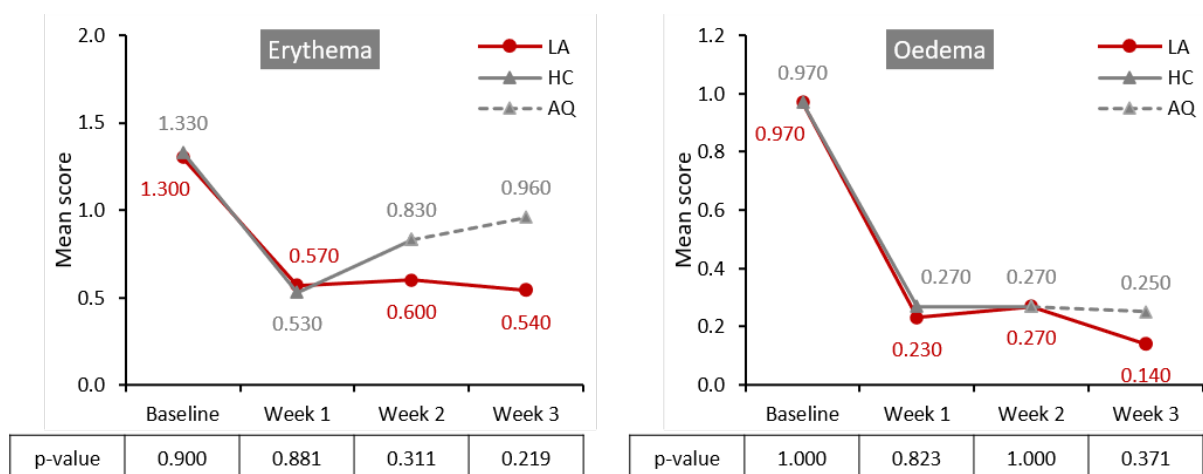 Erythema
LA
HC
AQ
Mean score
2.0
1.5
1.0
0.5
0.0
1.330
1.300
0.570
0.530
0.830
0.600
0.960
0.540
Baseline Week 1 Week 2 Week 3
p-value 0.900 0.881 0.311 0.219
Oedema
LA
HC
AQ
Mean score
1.2
1.0
0.8
0.6
0.4
0.2
0.0
0.970
0.970
0.270
0.230
0.270
0.270
0.250
0.140
Baseline Week 1 Week 2 Week 3
p-value 1.000 0.823 1.000 0.371